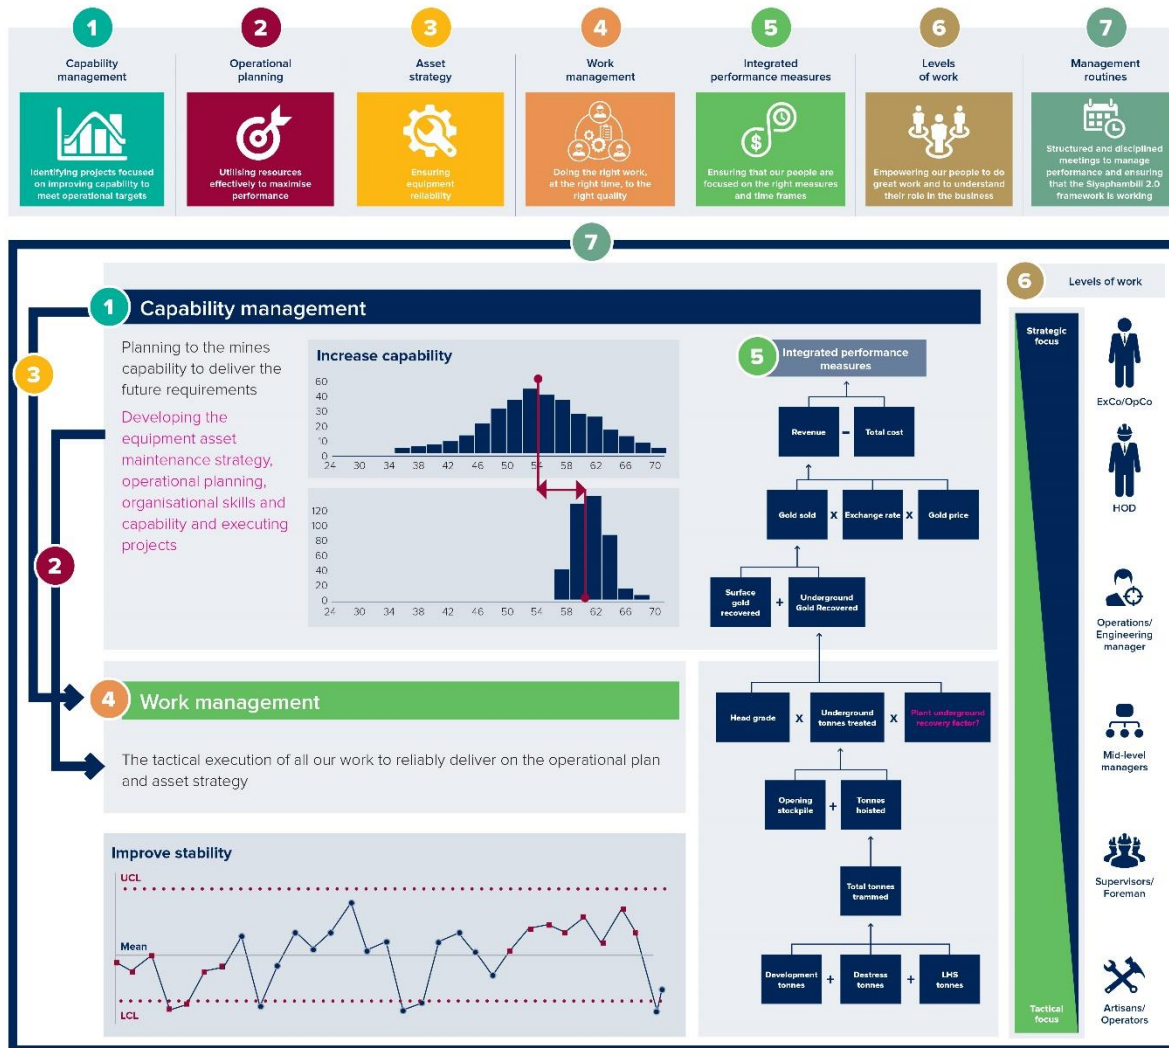 1
2
3
4
5
6
7
Capability
management
Operational
planning
Asset
strategy
Work
management
Integrated
performance measures
Levels
of work
Management
routines
Identifying projects focused
on improving capability to
meet operational targets
Utilising resources
effectively to maximise
performance
Ensuring
equipment
reliability
Doing the right work,
at the right time, to the
right quality
$
Ensuring that our people are
focused on the right measures
and time frames
Empowering our people to do
great work and to understand
their role in the business
Structured and disciplined
meetings to manage
performance and ensuring
that the Siyaphambili 2.0
framework is working
7
1
Capability management
3
2
Planning to the mines
capability to deliver the
future requirements
Developing the
equipment asset
maintenance strategy,
operational planning,
organisational skills and
capability and executing
projects
Increase capability
60
50
40
30
20
10
0
24 30 34 38 42 46 50 54 58 62 66 70
120
100
80
60
40
20
0
24 30 34 38 42 46 50 54 58 62 66 70
5
Integrated performance
measures
Revenue
–
Total cost
Gold sold
x
Exchange rate
x
Gold price
Surface
gold
recovered
+
Underground
Gold Recovered
Head grade
x
Underground
tonnes treated
x
Plant underground
recovery factor?
Opening
stockpile
+
Tonnes
hoisted
Total tonnes
trammed
Development
tonnes
+
Destress
tonnes
+
LHS
tonnes
4
Work management
The tactical execution of all our work to reliably deliver on the operational plan
and asset strategy
Improve stability
UCL
Mean
LCL
6
Levels of work
Strategic
focus
ExCo/OpCo
HOD
Operations/
Engineering
manager
Mid-level
managers
Supervisors/
Foreman
Tactical
focus
Artisans/
Operators